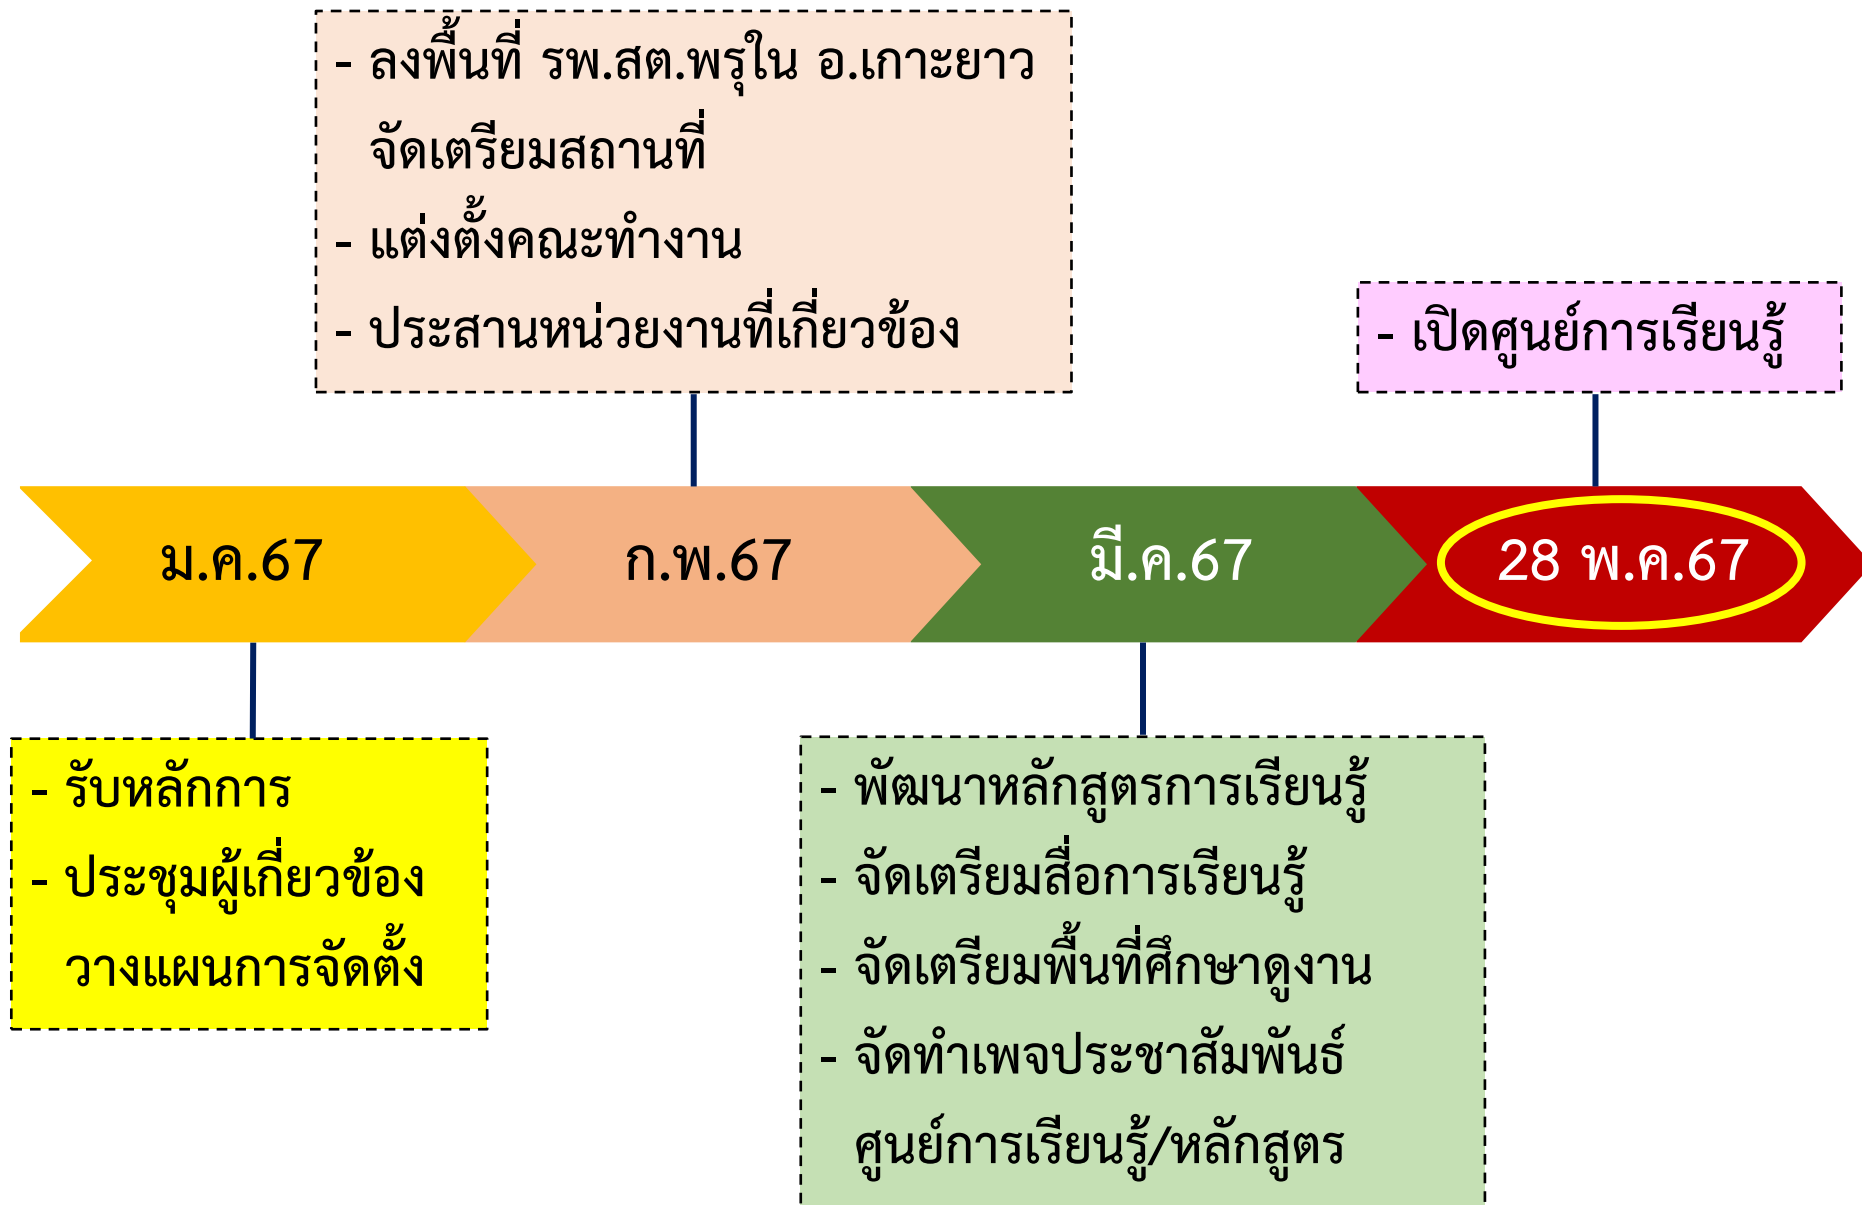 - ลงพื้นที่ รพ.สต.พรุใน อ.เกาะยาว
จัดเตรียมสถานที่
- แต่งตั้งคณะทำงาน
- ประสานหน่วยงานที่เกี่ยวข้อง
- เปิดศูนย์การเรียนรู้
ม.ค.67
ก.พ.67
มี.ค.67
28 พ.ค.67
- รับหลักการ
- ประชุมผู้เกี่ยวข้อง
วางแผนการจัดตั้ง
- พัฒนาหลักสูตรการเรียนรู้
- จัดเตรียมสื่อการเรียนรู้
- จัดเตรียมพื้นที่ศึกษาดูงาน
- จัดทำเพจประชาสัมพันธ์
ศูนย์การเรียนรู้/หลักสูตร